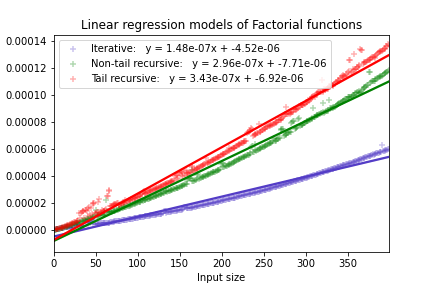 Linear regression models of Factorial functions
Iterative: y = 1.48e-07x + -4.52e-06
Non-tail recursive: y = 2.96e-07x + -7.71e-06
Tail recursive: y = 3.43e-07x + -6.92e-06
0.00014
0.00012
0.00010
0.00008
0.00006
0.00004
0.00002
0.00000
0 50 100 150 200 250 300 350
Input size